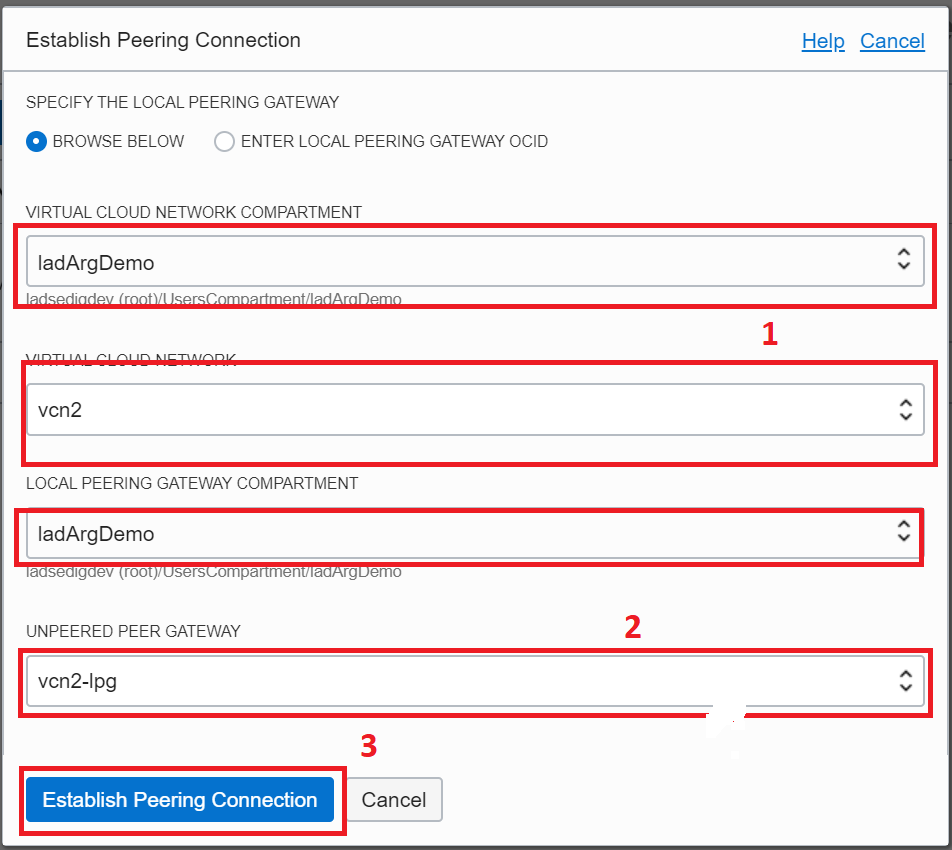 Establish Peering Connection
Help Cancel
SPECIFY THE LOCAL PEERING GATEWAY
BROWSE BELOW ENTER LOCAL PEERING GATEWAY OCID
VIRTUAL CLOUD NETWORK COMPARTMENT
ladArgDemo
ladsedigdev (root)/UsersCompartment/ladArgDemo
1
VIRTUAL CLOUD NETWORK
vcn2
LOCAL PEERING GATEWAY COMPARTMENT
ladArgDemo
ladsedigdev (root)/UsersCompartment/ladArgDemo
UNPEERED PEER GATEWAY
2
vcn2-lpg
3
Establish Peering Connection Cancel